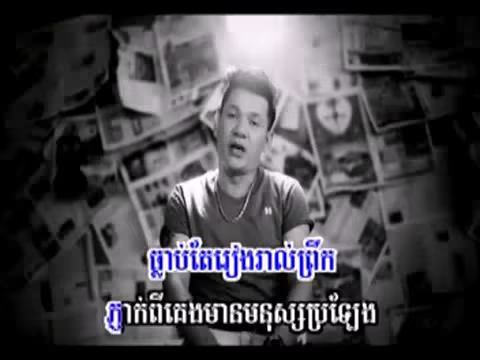 ធ្លាប់តែរៀងរាល់ព្រឹក
ភ្ញាក់ពីគេងមានមនុស្សប្រឡែង